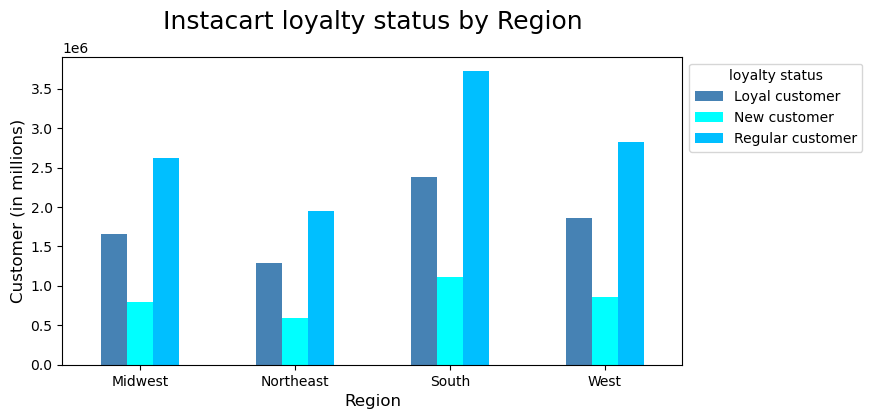 Instacart loyalty status by Region
1e6
Customer (in millions)
3.5
3.0
2.5
2.0
1.5
1.0
0.5
0.0
Midwest
Northeast
South
West
Region
loyalty status
Loyal customer
New customer
Regular customer